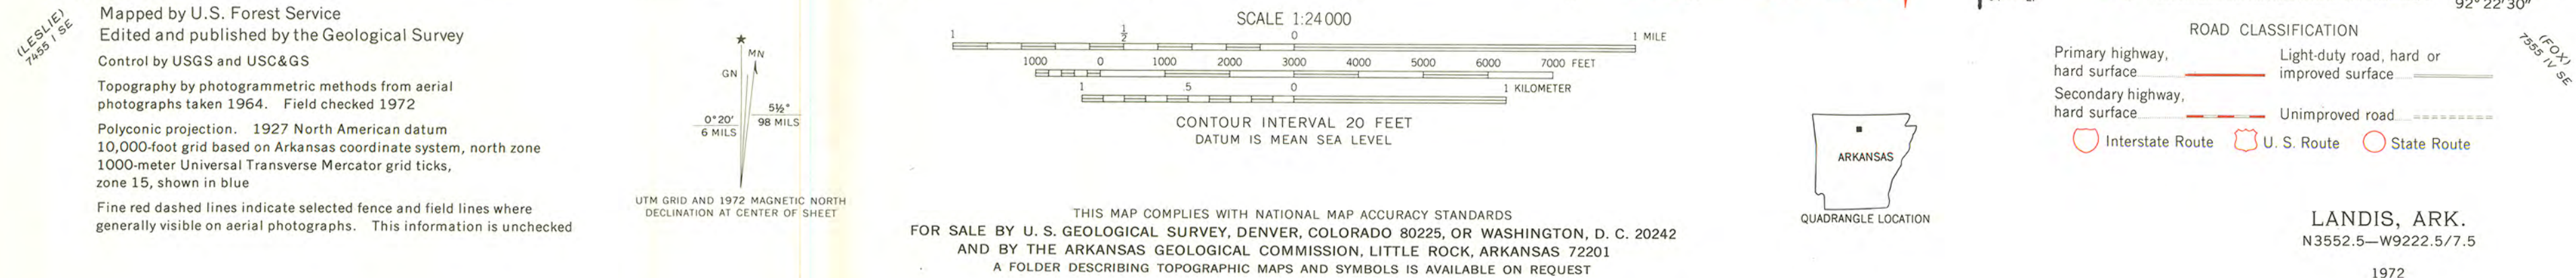 (LESLIE)
7455 I SE
Mapped by U.S. Forest Service
Edited and published by the Geological Survey
Control by USGS and USC&GS
Topography by photogrammetric methods from aerial
photographs taken 1964. Field checked 1972
Polyconic projection. 1927 North American datum
10,000-foot grid based on Arkansas coordinate system, north zone
1000-meter Universal Transverse Mercator grid ticks,
zone 15, shown in blue
Fine red dashed lines indicate selected fence and field lines where
generally visible on aerial photographs. This information is unchecked
MN
GN
0°20'
6 MILS
5½°
98 MILS
UTM GRID AND 1972 MAGNETIC NORTH
DECLINATION AT CENTER OF SHEET
SCALE 1:24 000
1 ½ 0 1 MILE
1000 0 1000 2000 3000 4000 5000 6000 7000 FEET
1 .5 0 1 KILOMETER
CONTOUR INTERVAL 20 FEET
DATUM IS MEAN SEA LEVEL
THIS MAP COMPLIES WITH NATIONAL MAP ACCURACY STANDARDS
FOR SALE BY U. S. GEOLOGICAL SURVEY, DENVER, COLORADO 80225, OR WASHINGTON, D. C. 20242
AND BY THE ARKANSAS GEOLOGICAL COMMISSION, LITTLE ROCK, ARKANSAS 72201
A FOLDER DESCRIBING TOPOGRAPHIC MAPS AND SYMBOLS IS AVAILABLE ON REQUEST
ARKANSAS
QUADRANGLE LOCATION
92°22'30"
ROAD CLASSIFICATION
Primary highway,
hard surface
Light-duty road, hard or
improved surface
Secondary highway,
hard surface
Unimproved road
Interstate Route
U. S. Route
State Route
(FOX)
7555 IV SE
LANDIS, ARK.
N3552.5—W9222.5/7.5
1972